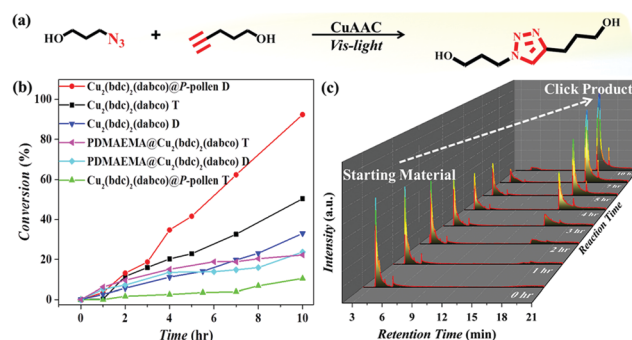 (a)
HO
N3
+
OH
CuAAC
Vis-light
N=N
N
OH
HO
(b)
Cu2(bdc)2(dabco)@P-pollen D
Cu2(bdc)2(dabco) T
Cu2(bdc)2(dabco) D
PDMAEMA@Cu2(bdc)2(dabco) T
PDMAEMA@Cu2(bdc)2(dabco) D
Cu2(bdc)2(dabco)@P-pollen T
Conversion (%)
100
80
60
40
20
0
0 2 4 6 8 10
Time (hr)
(c)
Click Product
Starting Material
Intensity (a.u.)
7 hr
5 hr
4 hr
3 hr
2 hr
1 hr
0 hr
Reaction Time
3 6 9 12 15 18 21
Retention Time (min)